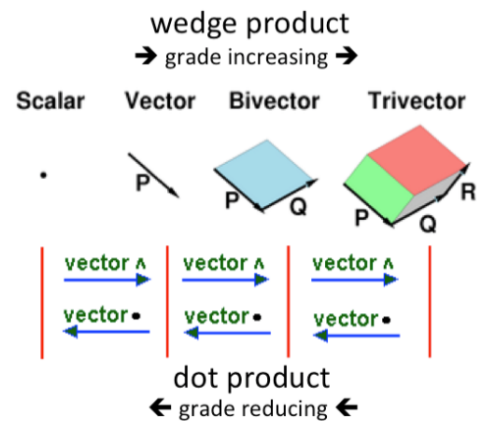 wedge product
→ grade increasing →
Scalar Vector Bivector Trivector
P P Q P Q R
vector ∧ vector ∧ vector ∧
vector • vector • vector •
dot product
← grade reducing ←